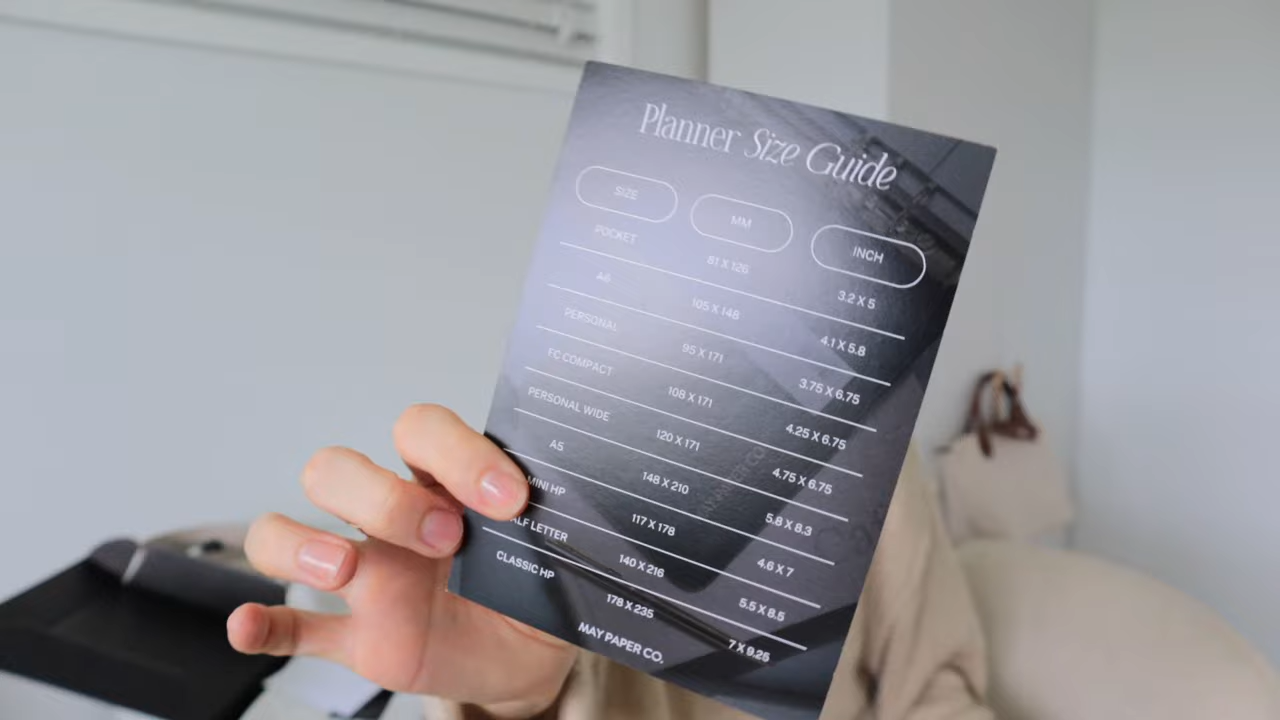 Planner Size Guide
SIZE MM INCH
POCKET 81 X 126 3.2 X 5
A6 105 X 148 4.1 X 5.8
PERSONAL 95 X 171 3.75 X 6.75
FC COMPACT 108 X 171 4.25 X 6.75
PERSONAL WIDE 120 X 171 4.75 X 6.75
A5 148 X 210 5.8 X 8.3
MINI HP 117 X 178 4.6 X 7
ALF LETTER 140 X 216 5.5 X 8.5
CLASSIC HP 178 X 235 7 X 9.25
MAY PAPER CO.